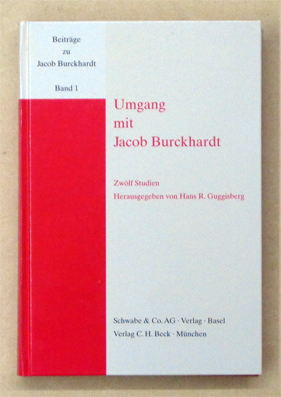 Beiträge
zu
Jacob Burckhardt
Band 1
Umgang
mit
Jacob Burckhardt
Zwölf Studien
Herausgegeben von Hans R. Guggisberg
Schwabe & Co. AG · Verlag · Basel
Verlag C. H. Beck · München